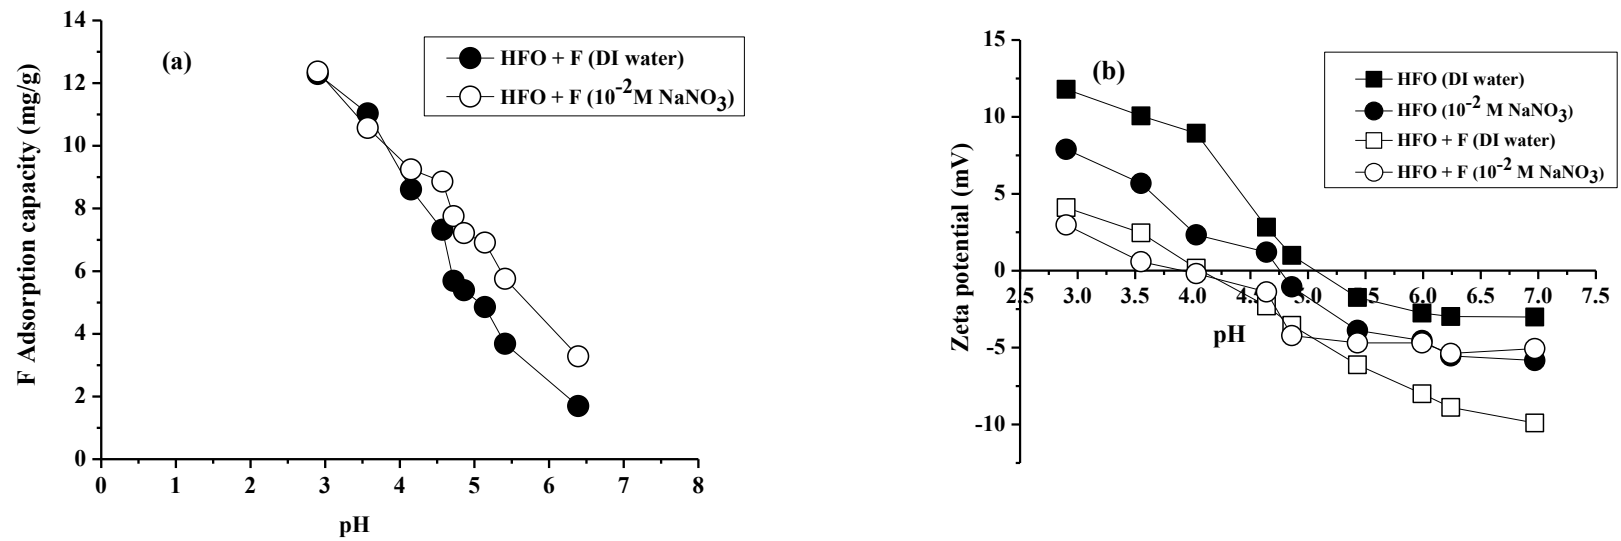 F Adsorption capacity (mg/g)
14
12
10
8
6
4
2
0
(a)
HFO + F (DI water)
HFO + F (10⁻² M NaNO₃)
0 1 2 3 4 5 6 7 8
pH
Zeta potential (mV)
15
10
5
0
-5
-10
(b)
HFO (DI water)
HFO (10⁻² M NaNO₃)
HFO + F (DI water)
HFO + F (10⁻² M NaNO₃)
2.5 3.0 3.5 4.0 4.5 5.0 5.5 6.0 6.5 7.0 7.5
pH